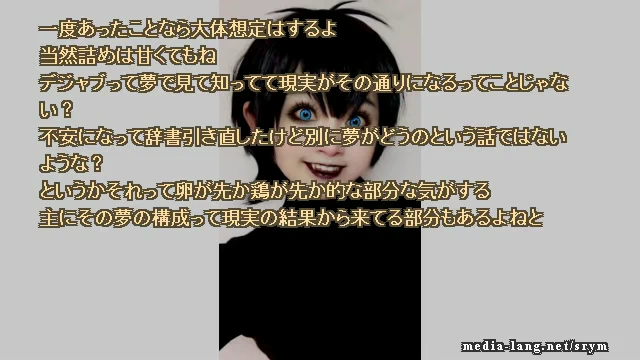 一度あったことなら大体想定はするよ
当然詰めは甘くてもね
デジャブって夢で見て知ってて現実がその通りになるってことじゃな
い？
不安になって辞書引き直したけど別に夢がどうのという話ではない
ような？
というかそれって卵が先か鶏が先か的な部分な気がする
主にその夢の構成って現実の結果から来てる部分もあるよねと
media-lang.net/srym